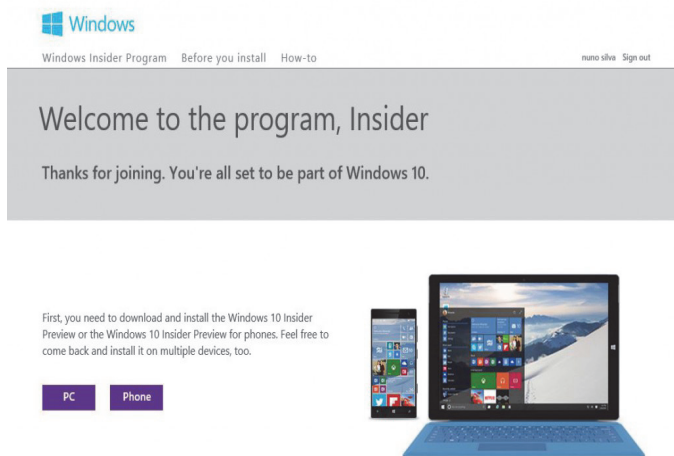 Windows
Windows Insider Program Before you install How-to
nuno silva Sign out
Welcome to the program, Insider
Thanks for joining. You're all set to be part of Windows 10.
First, you need to download and install the Windows 10 Insider
Preview or the Windows 10 Insider Preview for phones. Feel free to
come back and install it on multiple devices, too.
PC Phone